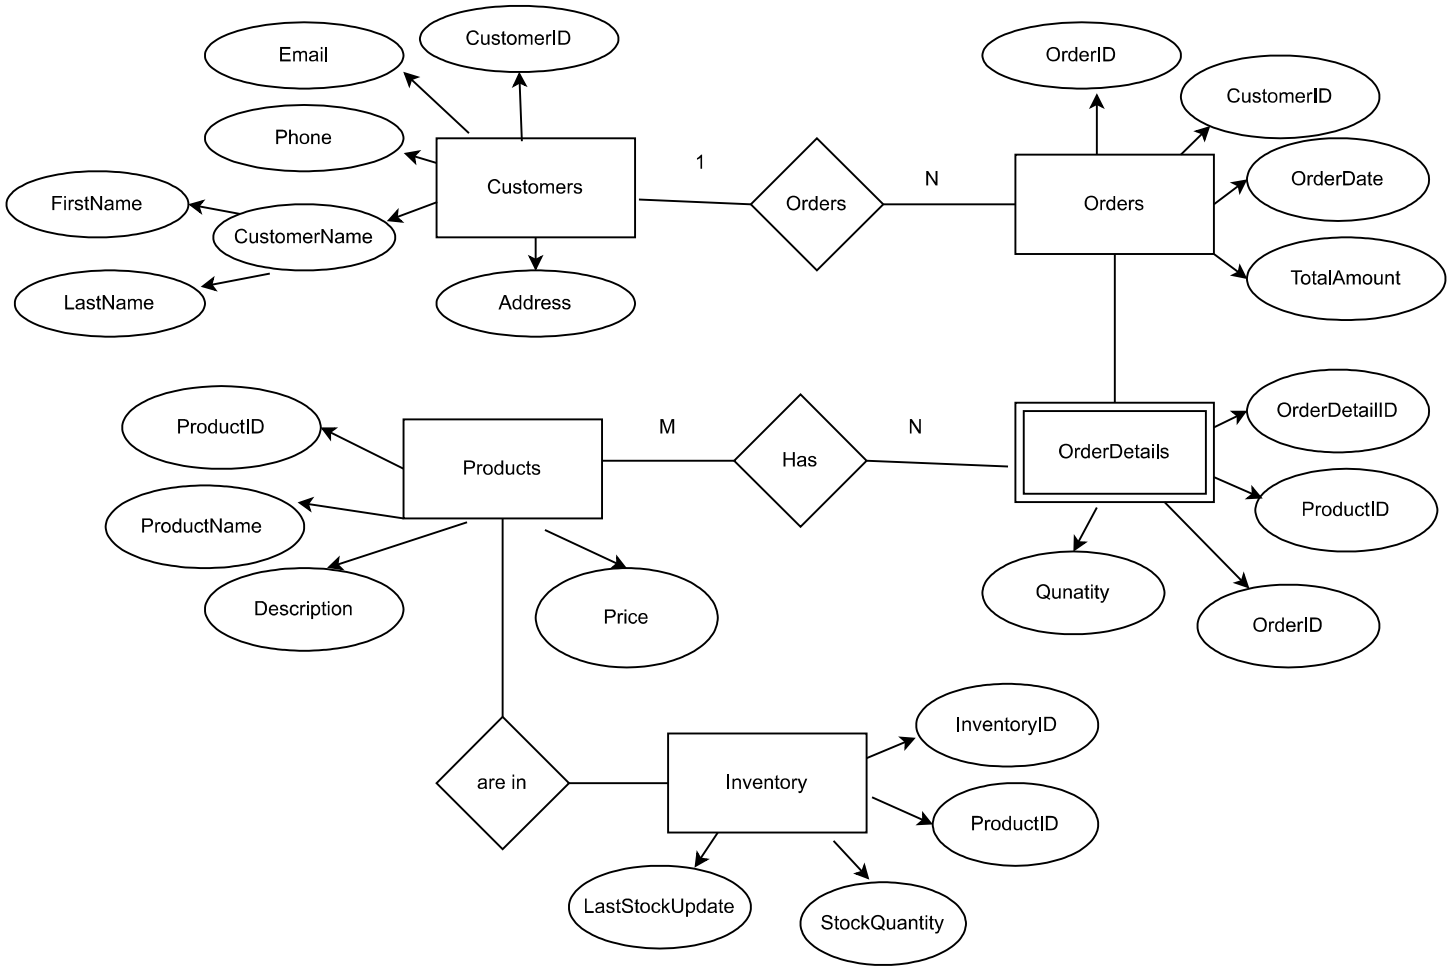 Email
CustomerID
OrderID
CustomerID
Phone
1
N
Customers
Orders
Orders
OrderDate
FirstName
CustomerName
LastName
Address
TotalAmount
ProductID
M
N
OrderDetailID
Products
Has
OrderDetails
ProductName
ProductID
Description
Price
Qunatity
OrderID
InventoryID
are in
Inventory
ProductID
LastStockUpdate
StockQuantity